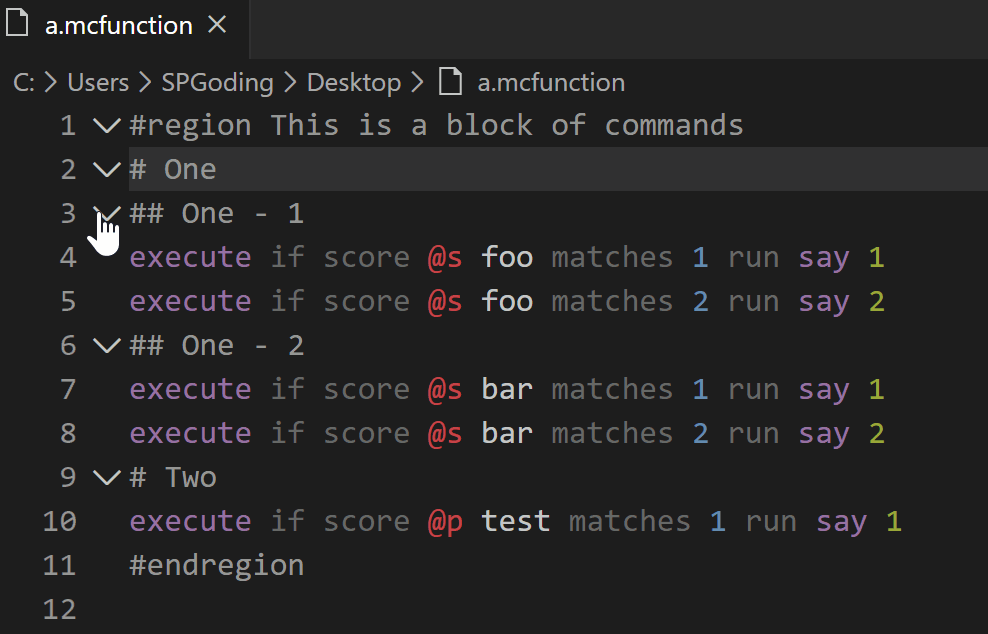 a.mcfunction
C: > Users > SPGoding > Desktop > a.mcfunction
1 #region This is a block of commands
2 # One
3 ## One - 1
4 execute if score @s foo matches 1 run say 1
5 execute if score @s foo matches 2 run say 2
6 ## One - 2
7 execute if score @s bar matches 1 run say 1
8 execute if score @s bar matches 2 run say 2
9 # Two
10 execute if score @p test matches 1 run say 1
11 #endregion
12